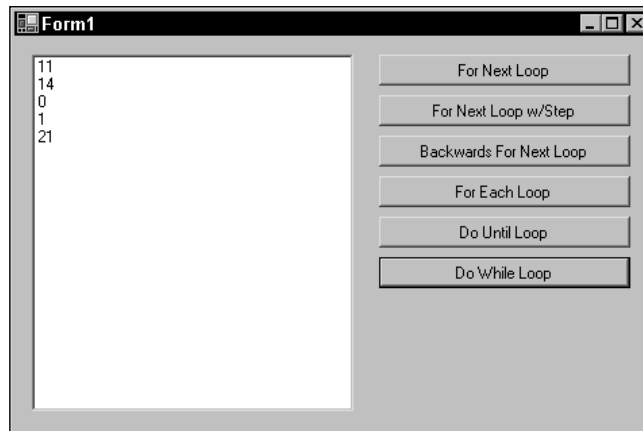 Form1
11
14
0
1
21
For Next Loop
For Next Loop w/Step
Backwards For Next Loop
For Each Loop
Do Until Loop
Do While Loop